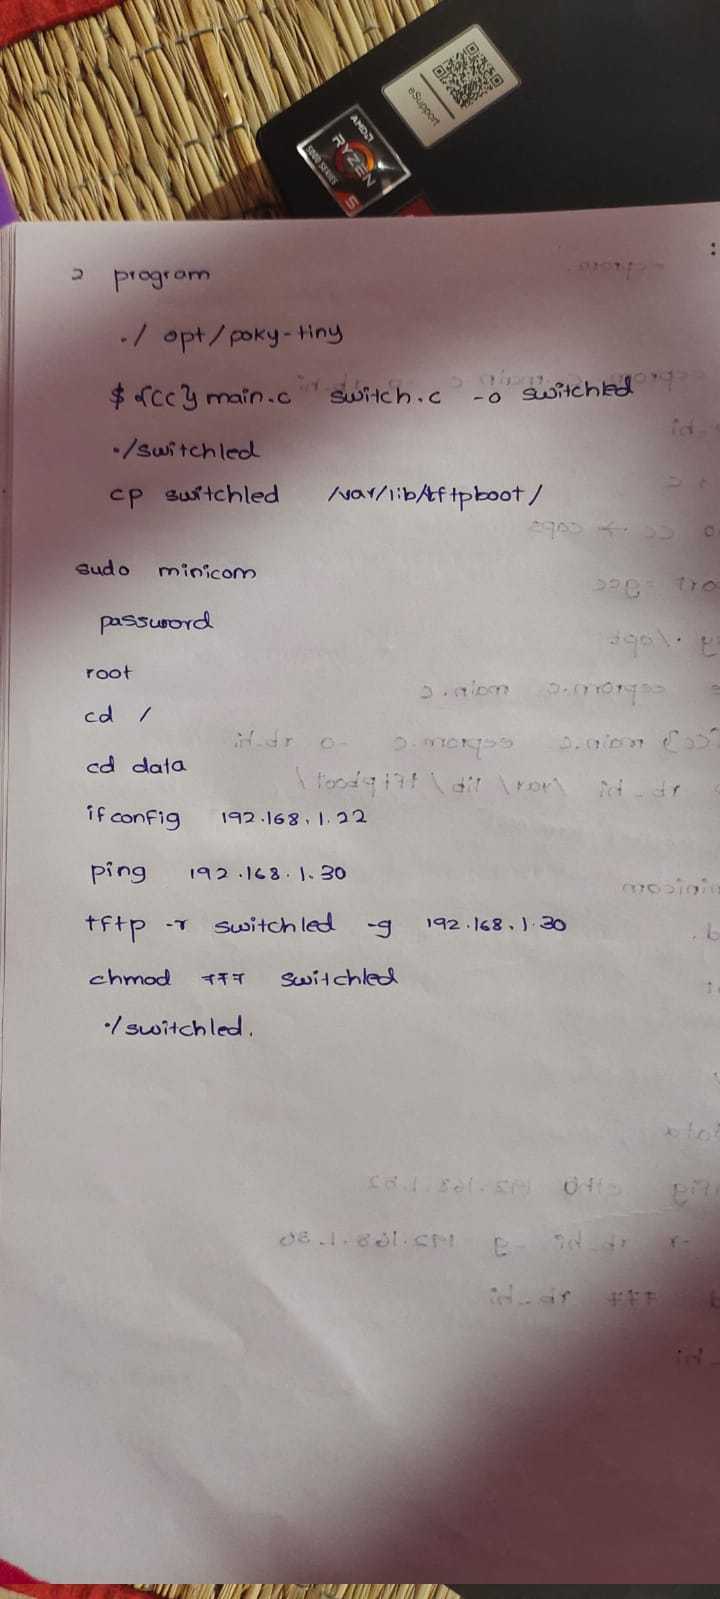 eSupport
AMD
RYZEN
5000 SERIES
5
2 program
./ opt/poky-tiny
$ {CC} main.c switch.c -o switchled
./switchled
cp switchled /var/lib/tftpboot/
sudo minicom
password
root
cd /
cd data
ifconfig 192.168.1.22
ping 192.168.1.30
tftp -r switchled -g 192.168.1.30
chmod 777 switchled
./switchled.